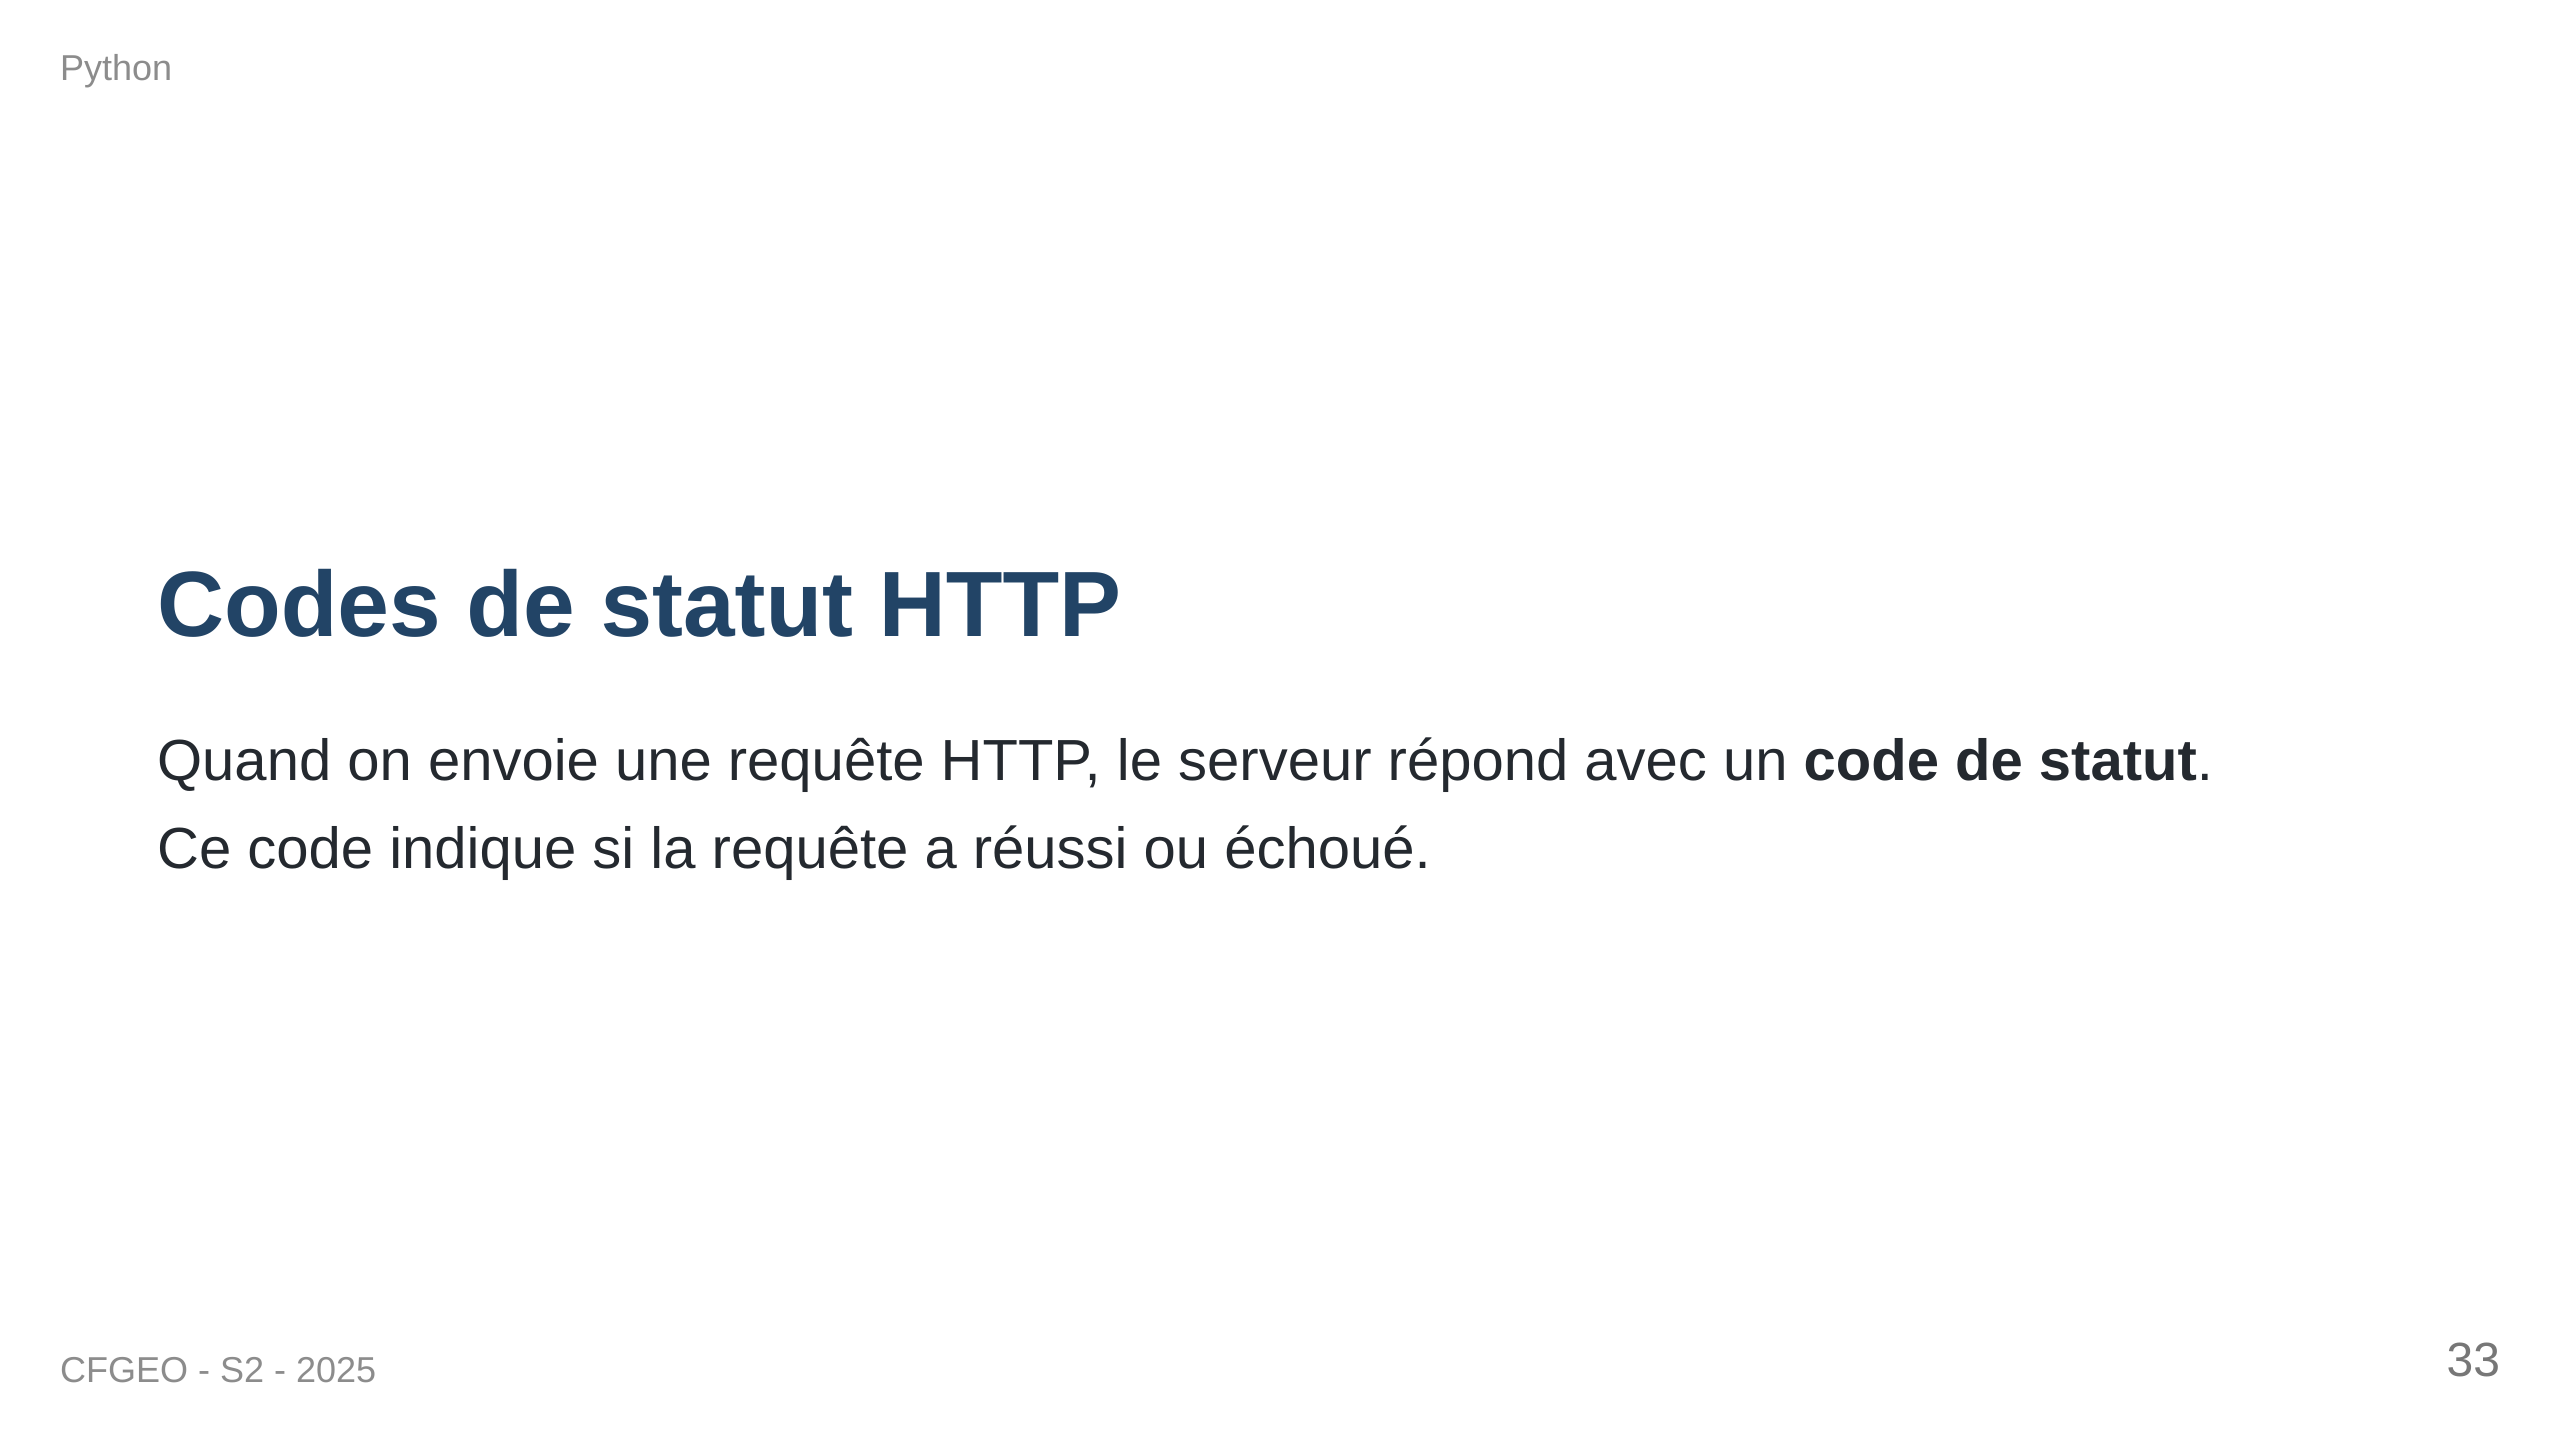 Python
Codes de statut HTTP
Quand on envoie une requête HTTP, le serveur répond avec un code de statut.
Ce code indique si la requête a réussi ou échoué.
CFGEO - S2 - 2025
33